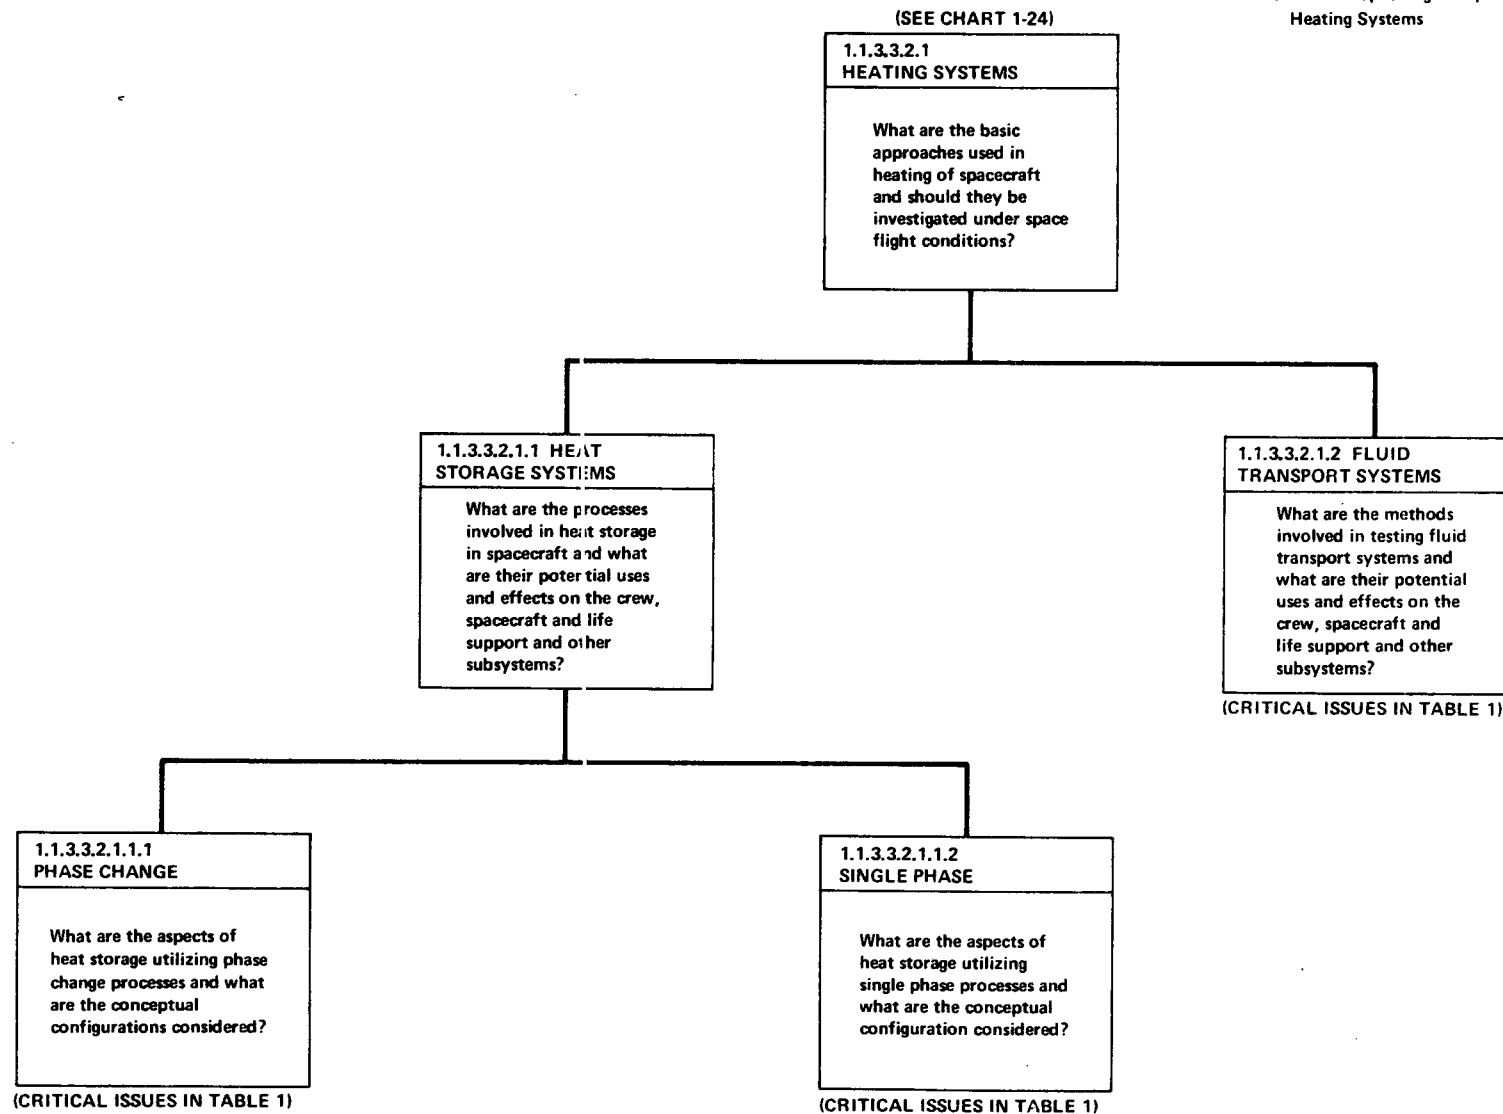 (SEE CHART 1-24)
Heating Systems
1.1.3.3.2.1
HEATING SYSTEMS
What are the basic
approaches used in
heating of spacecraft
and should they be
investigated under space
flight conditions?
1.1.3.3.2.1.1 HEAT
STORAGE SYSTEMS
What are the processes
involved in heat storage
in spacecraft and what
are their potential uses
and effects on the crew,
spacecraft and life
support and other
subsystems?
1.1.3.3.2.1.2 FLUID
TRANSPORT SYSTEMS
What are the methods
involved in testing fluid
transport systems and
what are their potential
uses and effects on the
crew, spacecraft and
life support and other
subsystems?
(CRITICAL ISSUES IN TABLE 1)
1.1.3.3.2.1.1.1
PHASE CHANGE
What are the aspects of
heat storage utilizing phase
change processes and what
are the conceptual
configurations considered?
(CRITICAL ISSUES IN TABLE 1)
1.1.3.3.2.1.1.2
SINGLE PHASE
What are the aspects of
heat storage utilizing
single phase processes and
what are the conceptual
configuration considered?
(CRITICAL ISSUES IN TABLE 1)